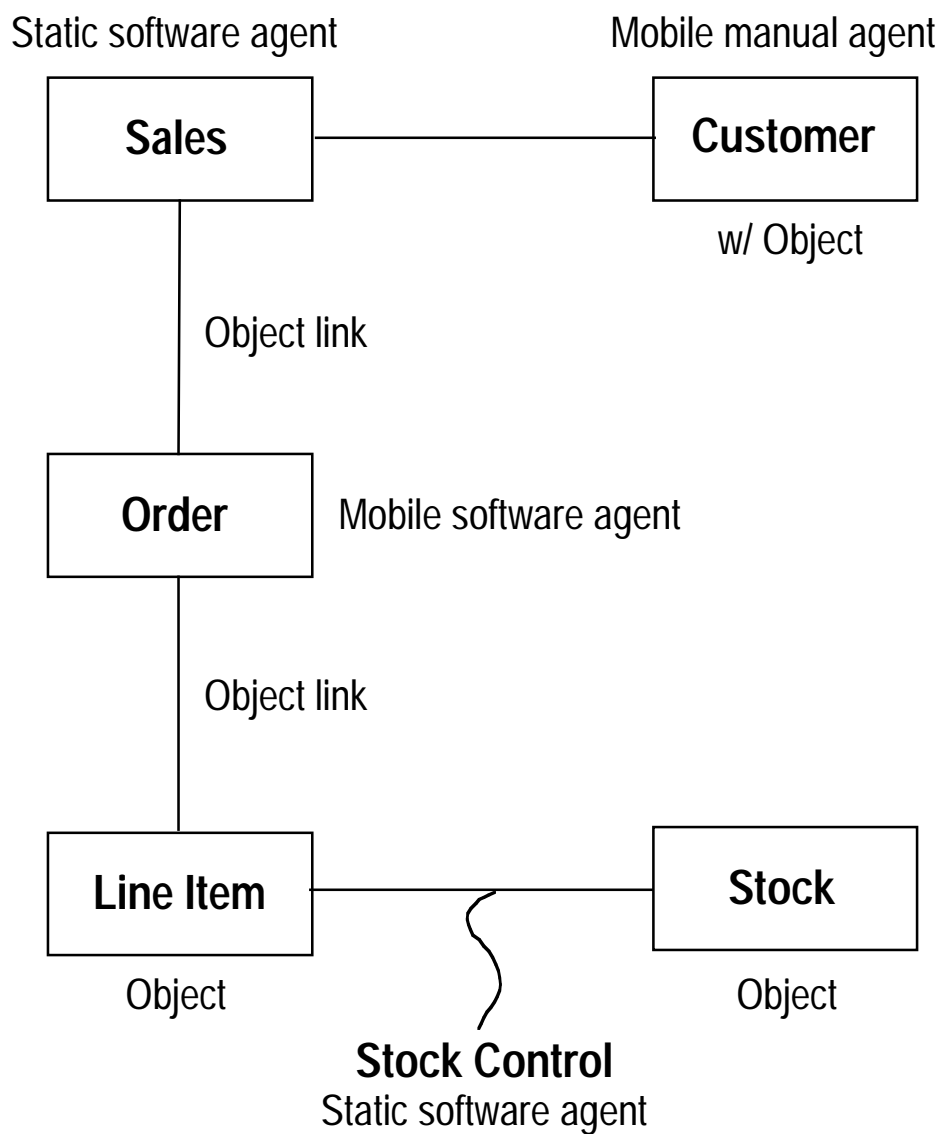 Static software agent
Mobile manual agent
Sales
Customer
w/ Object
Object link
Order
Mobile software agent
Object link
Line Item
Stock
Object
Object
Stock Control
Static software agent